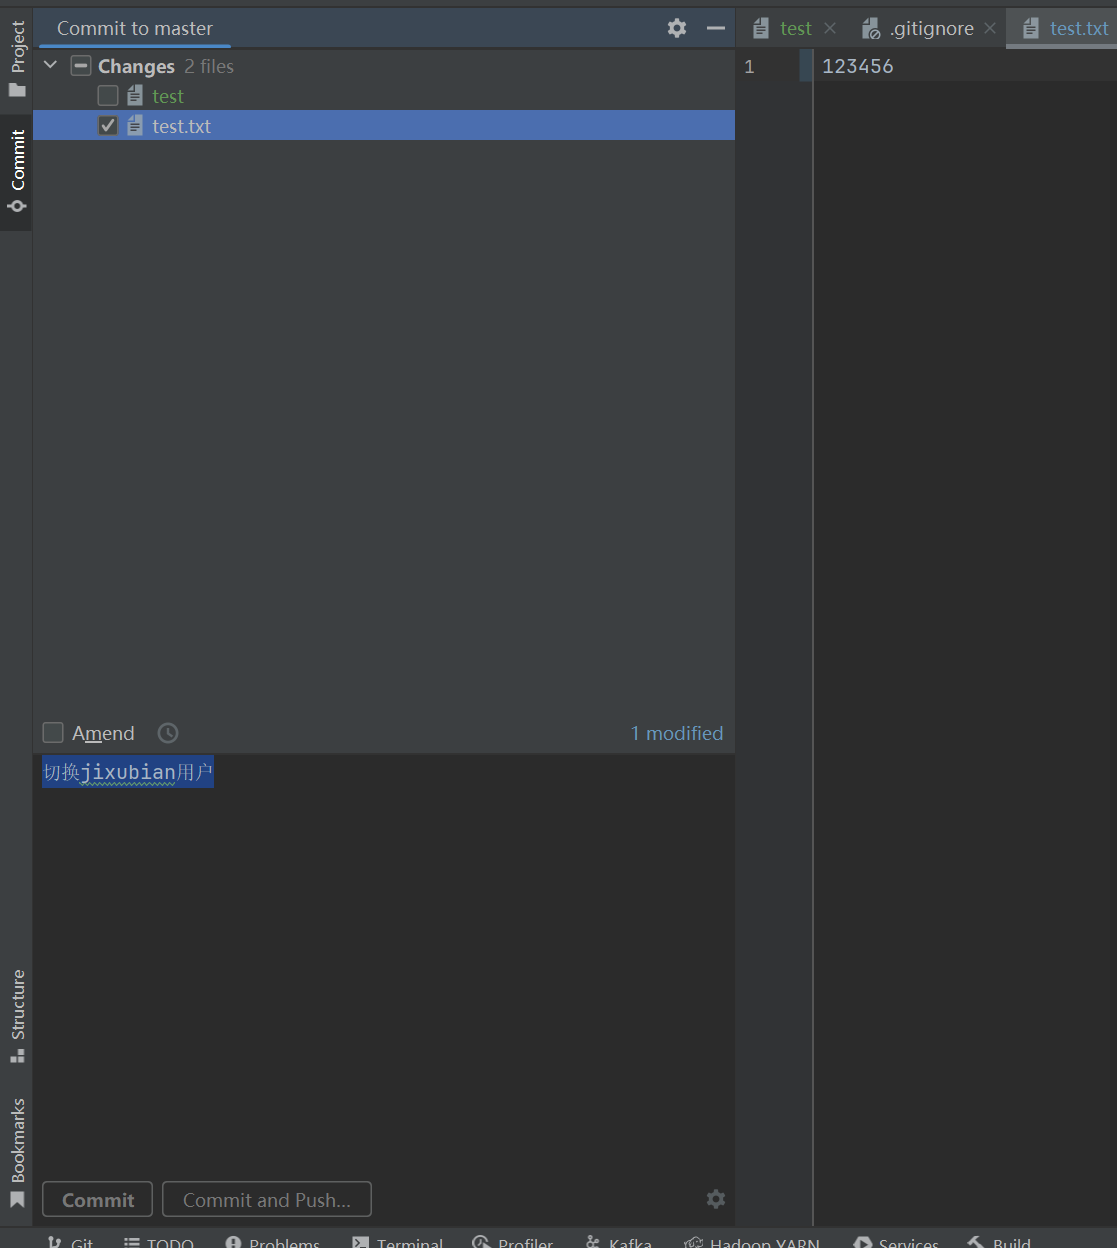 Project
Commit
Structure
Bookmarks
Commit to master
Changes 2 files
test
test.txt
Amend
1 modified
切换jixubian用户
Commit
Commit and Push...
test
.gitignore
test.txt
1
123456
Git
TODO
Problems
Terminal
Profiler
Kafka
Hadoop YARN
Services
Build